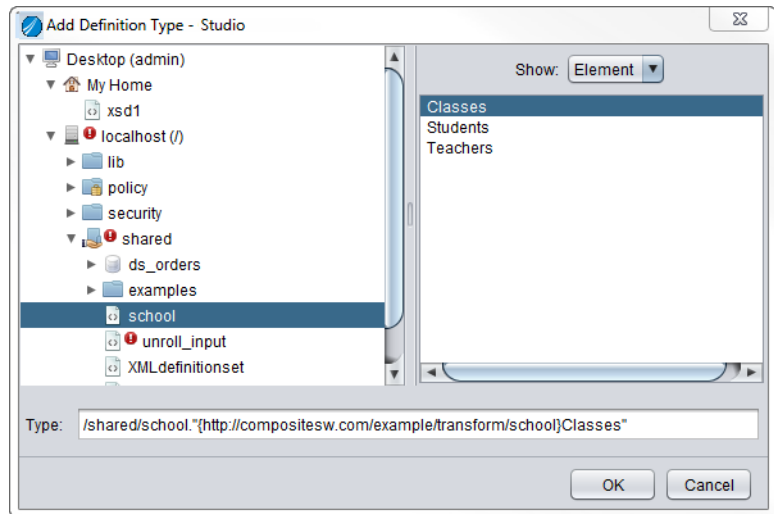 Add Definition Type - Studio
Desktop (admin)
My Home
xsd1
localhost (/)
lib
policy
security
shared
ds_orders
examples
school
unroll_input
XMLdefinitionset
Show: Element
Classes
Students
Teachers
Type: /shared/school."{http://compositesw.com/example/transform/school}Classes"
OK Cancel